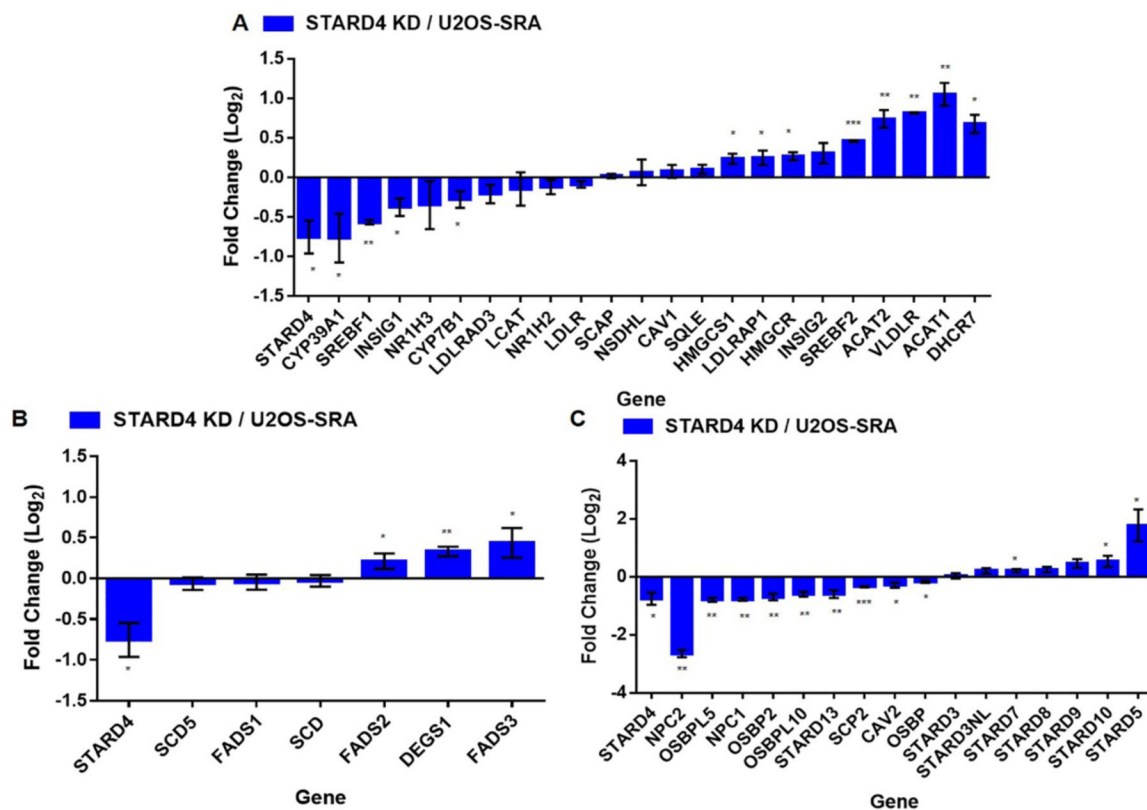 A STARD4 KD / U2OS-SRA
Fold Change (Log2)
1.5
1.0
0.5
0.0
-0.5
-1.0
-1.5
* * ** * * * * * *** ** ** ** *
STARD4 CYP39A1 SREBF1 INSIG1 NR1H3 CYP7B1 LDLRAD3 LCAT NR1H2 LDLR SCAP NSDHL CAV1 SQLE HMGCS1 LDLRAP1 HMGCR INSIG2 SREBF2 ACAT2 VLDLR ACAT1 DHCR7
Gene
B STARD4 KD / U2OS-SRA
Fold Change (Log2)
1.5
1.0
0.5
0.0
-0.5
-1.0
-1.5
* * ** *
STARD4 SCD5 FADS1 SCD FADS2 DEGS1 FADS3
Gene
C STARD4 KD / U2OS-SRA
Fold Change (Log2)
4
2
0
-2
-4
* ** ** ** ** ** ** *** * * * * *
STARD4 NPC2 OSBPL5 NPC1 OSBP2 OSBPL10 STARD13 SCP2 CAV2 OSBP STARD3 STARD3NL STARD7 STARD8 STARD9 STARD10 STARD5
Gene